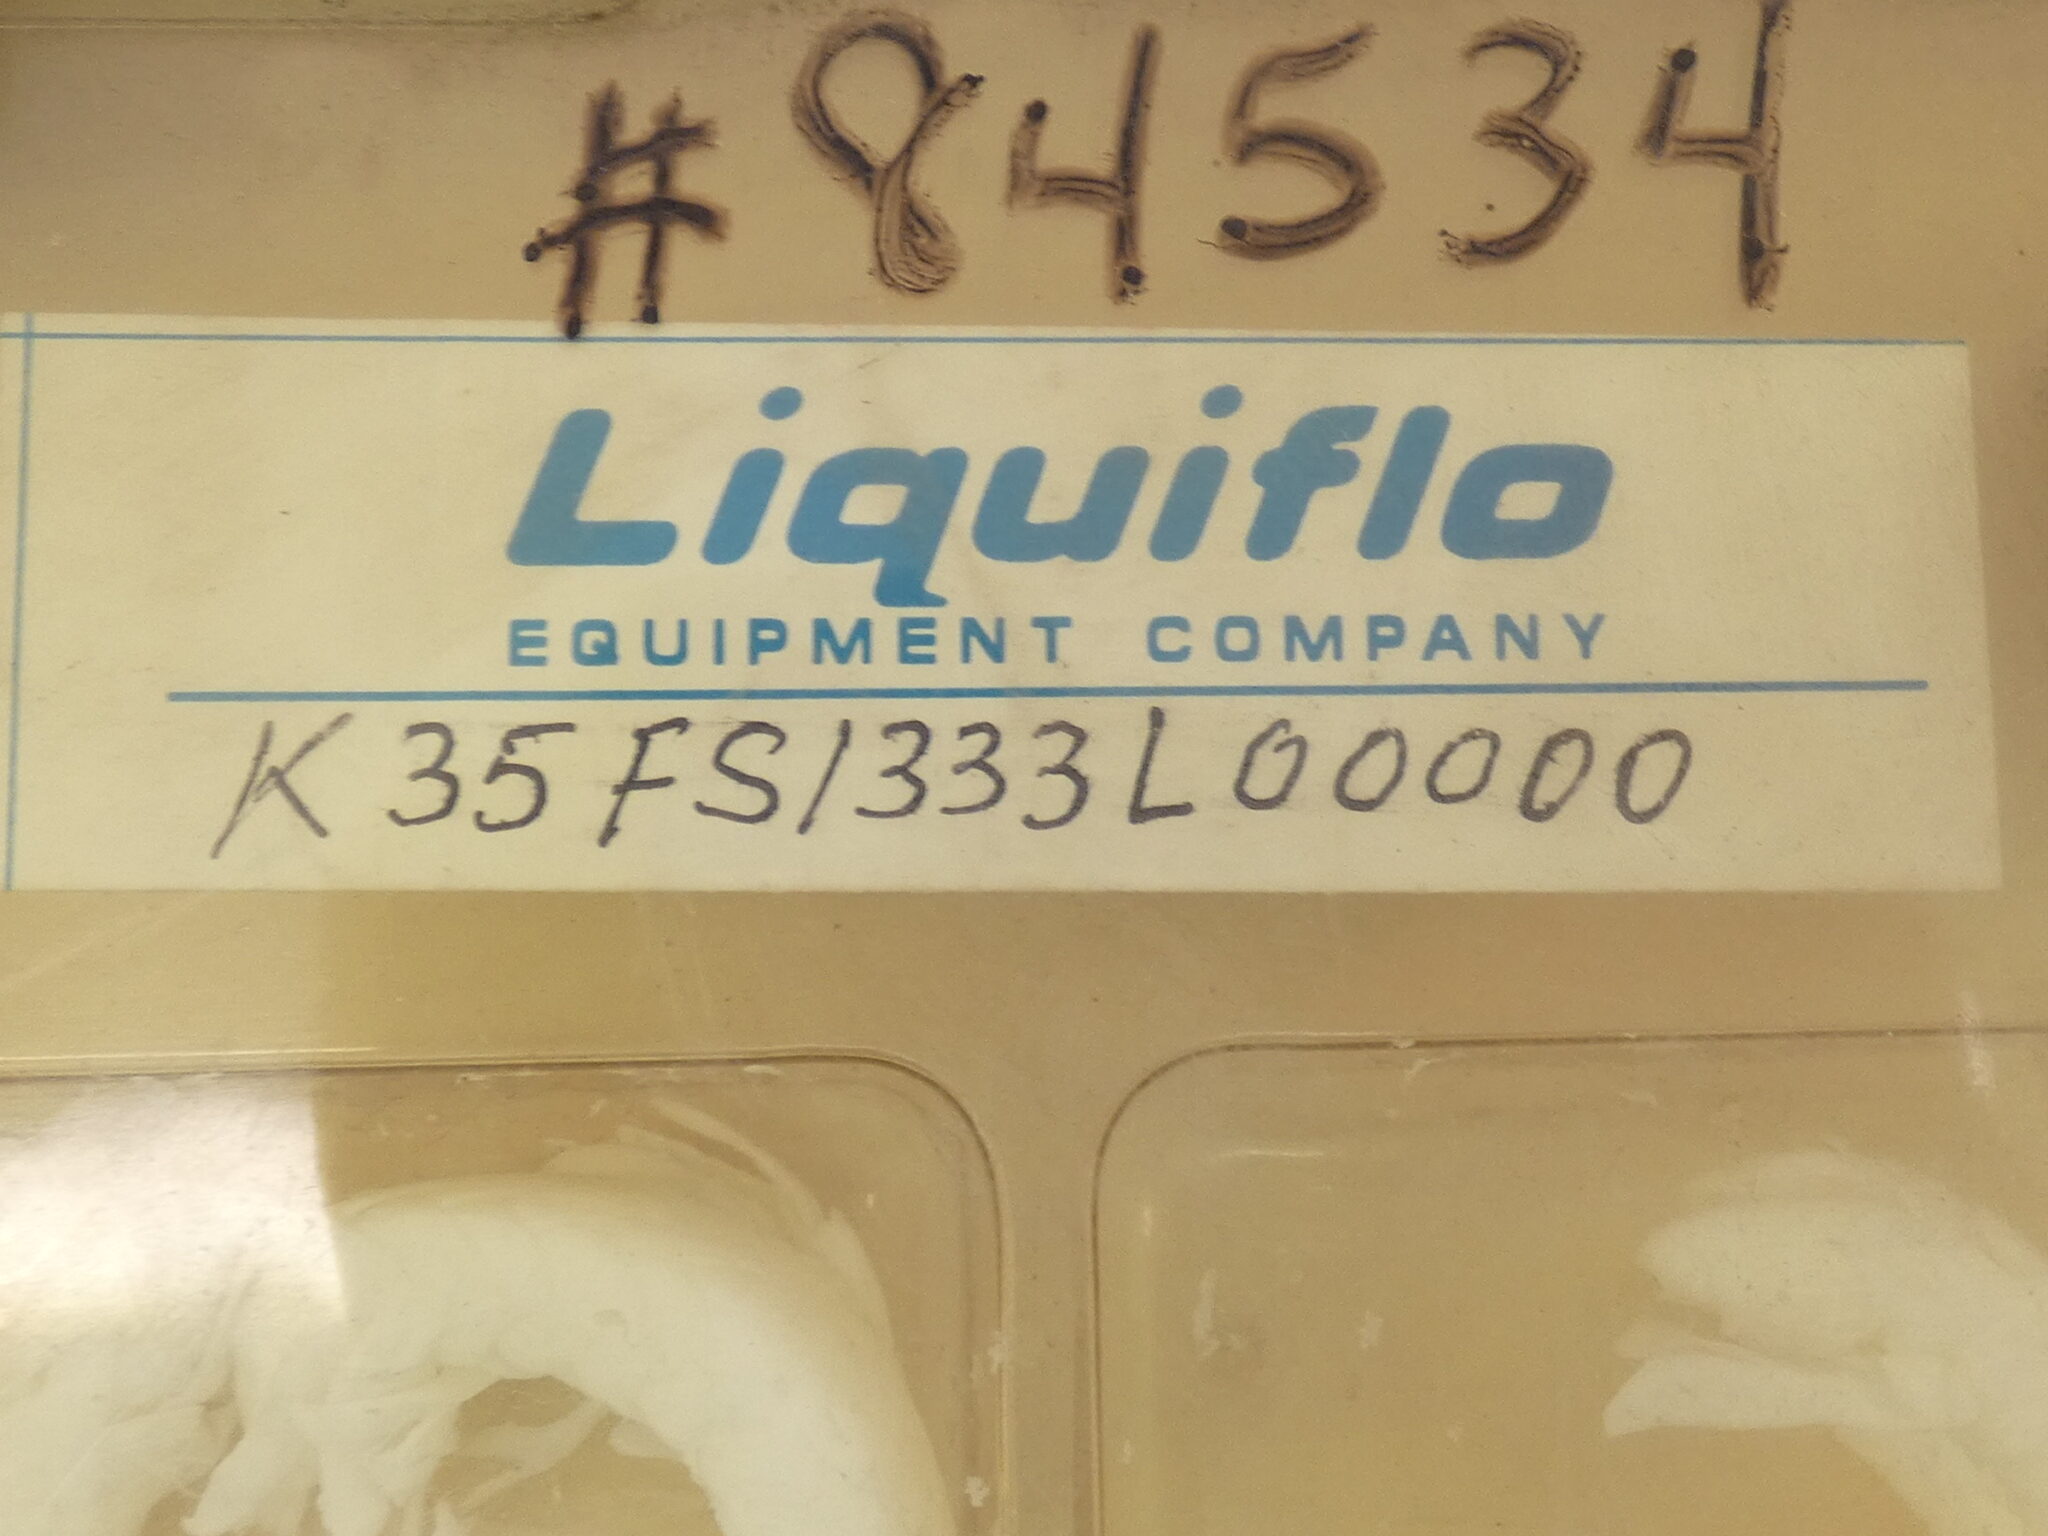 #84534
Liquiflo
EQUIPMENT COMPANY
K35FS1333L00000